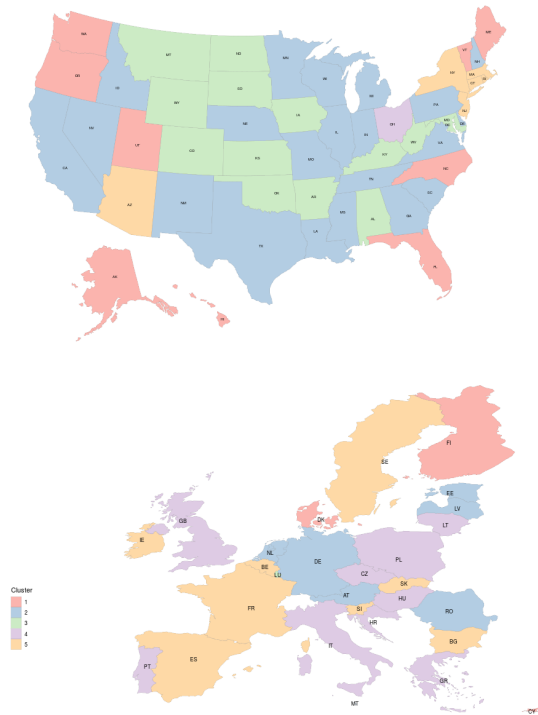 WA
ME
VT
NH
MT
ND
MN
OR
ID
WI
NY
MA
RI
CT
SD
WY
MI
IA
PA
NJ
NE
OH
NV
IL
IN
MD
DE
UT
CO
WV
VA
CA
KS
MO
KY
TN
NC
AZ
NM
OK
AR
SC
MS
AL
GA
TX
LA
FL
AK
HI
FI
SE
EE
LV
DK
GB
LT
IE
NL
PL
BE
DE
LU
CZ
SK
AT
HU
FR
SI
RO
HR
BG
ES
IT
PT
GR
MT
CY
Cluster
1
2
3
4
5